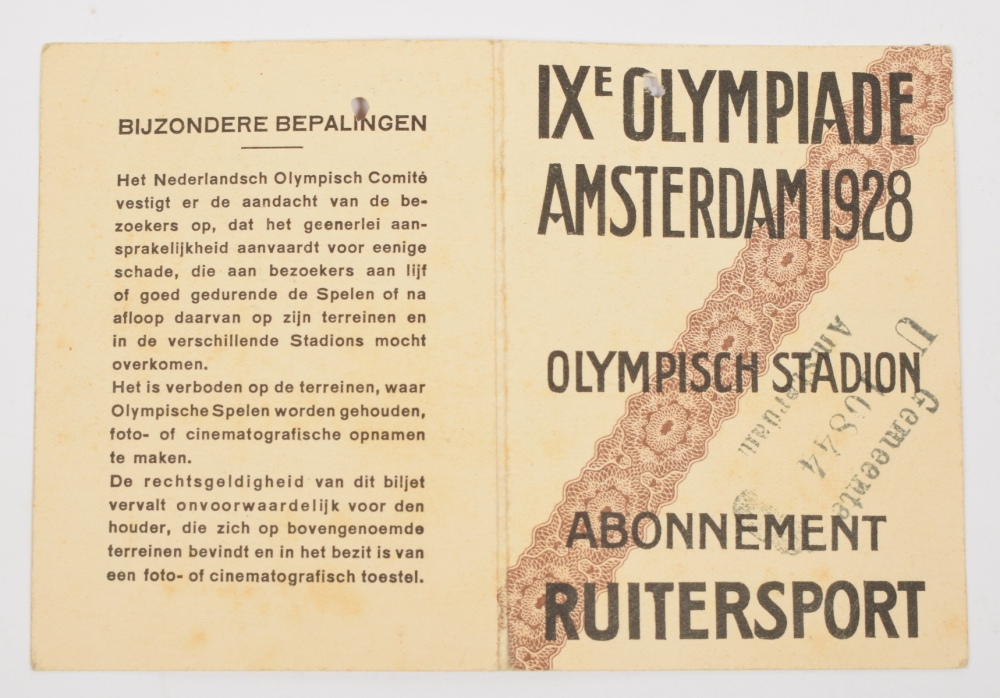 BIJZONDERE BEPALINGEN
Het Nederlandsch Olympisch Comité
vestigt er de aandacht van de be-
zoekers op, dat het geenerlei aan-
sprakelijkheid aanvaardt voor eenige
schade, die aan bezoekers aan lijf
of goed gedurende de Spelen of na
afloop daarvan op zijn terreinen en
in de verschillende Stadions mocht
overkomen.
Het is verboden op de terreinen, waar
Olympische Spelen worden gehouden,
foto- of cinematografische opnamen
te maken.
De rechtsgeldigheid van dit biljet
vervalt onvoorwaardelijk voor den
houder, die zich op bovengenoemde
terreinen bevindt en in het bezit is van
een foto- of cinematografisch toestel.
IXE OLYMPIADE
AMSTERDAM 1928
OLYMPISCH STADION
ABONNEMENT
RUITERSPORT
Gemeente
Amsterdam